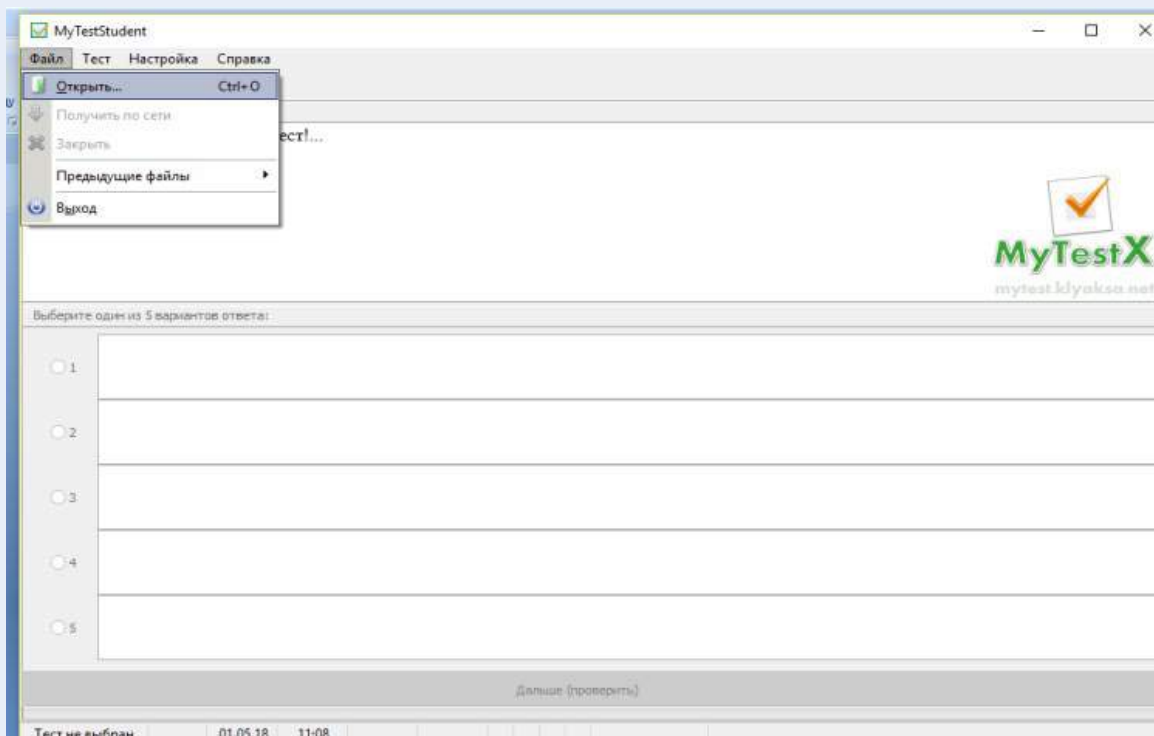 MyTestStudent
Файл Тест Настройка Справка
Открыть... Ctrl+O
Получить по сети
Закрыть
Предыдущие файлы
Выход
ест!...
MyTestX
mytest.klyaksa.net
Выберите один из 5 вариантов ответа:
1
2
3
4
5
Дальше (проверить)
Тест не выбран 01.05.18 11:08